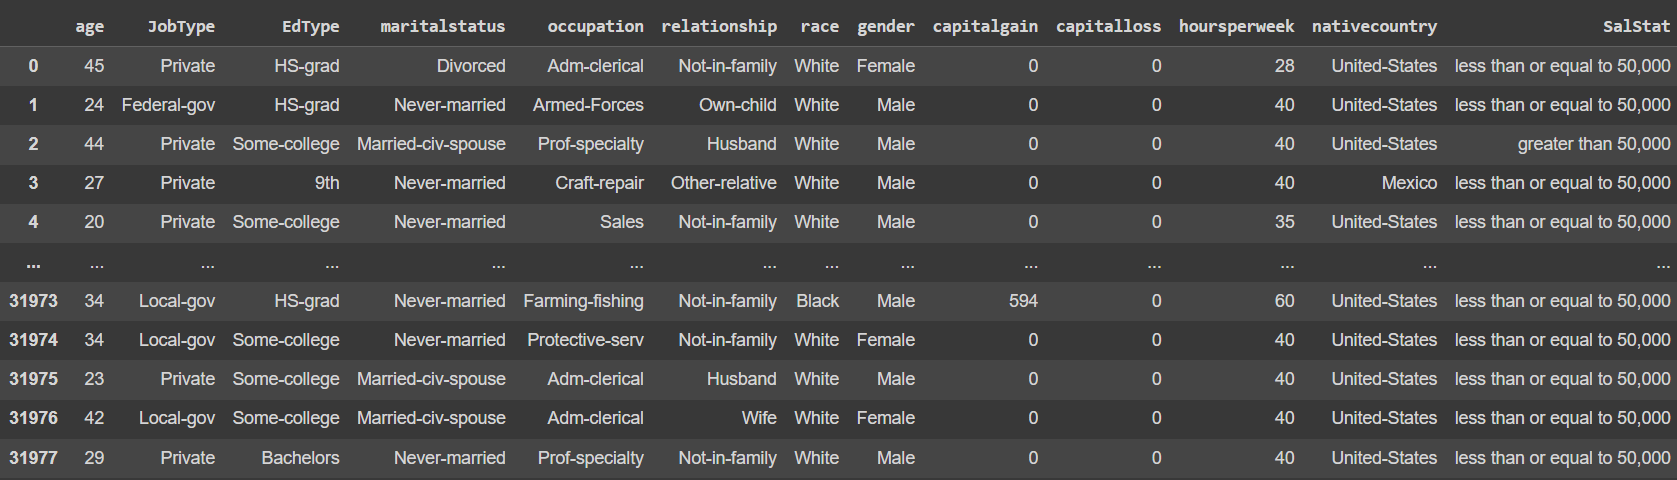 age JobType EdType maritalstatus occupation relationship race gender capitalgain capitalloss hoursperweek nativecountry SalStat
0 45 Private HS-grad Divorced Adm-clerical Not-in-family White Female 0 0 28 United-States less than or equal to 50,000
1 24 Federal-gov HS-grad Never-married Armed-Forces Own-child White Male 0 0 40 United-States less than or equal to 50,000
2 44 Private Some-college Married-civ-spouse Prof-specialty Husband White Male 0 0 40 United-States greater than 50,000
3 27 Private 9th Never-married Craft-repair Other-relative White Male 0 0 40 Mexico less than or equal to 50,000
4 20 Private Some-college Never-married Sales Not-in-family White Male 0 0 35 United-States less than or equal to 50,000
... ... ... ... ... ... ... ... ... ... ... ... ... ...
31973 34 Local-gov HS-grad Never-married Farming-fishing Not-in-family Black Male 594 0 60 United-States less than or equal to 50,000
31974 34 Local-gov Some-college Never-married Protective-serv Not-in-family White Female 0 0 40 United-States less than or equal to 50,000
31975 23 Private Some-college Married-civ-spouse Adm-clerical Husband White Male 0 0 40 United-States less than or equal to 50,000
31976 42 Local-gov Some-college Married-civ-spouse Adm-clerical Wife White Female 0 0 40 United-States less than or equal to 50,000
31977 29 Private Bachelors Never-married Prof-specialty Not-in-family White Male 0 0 40 United-States less than or equal to 50,000